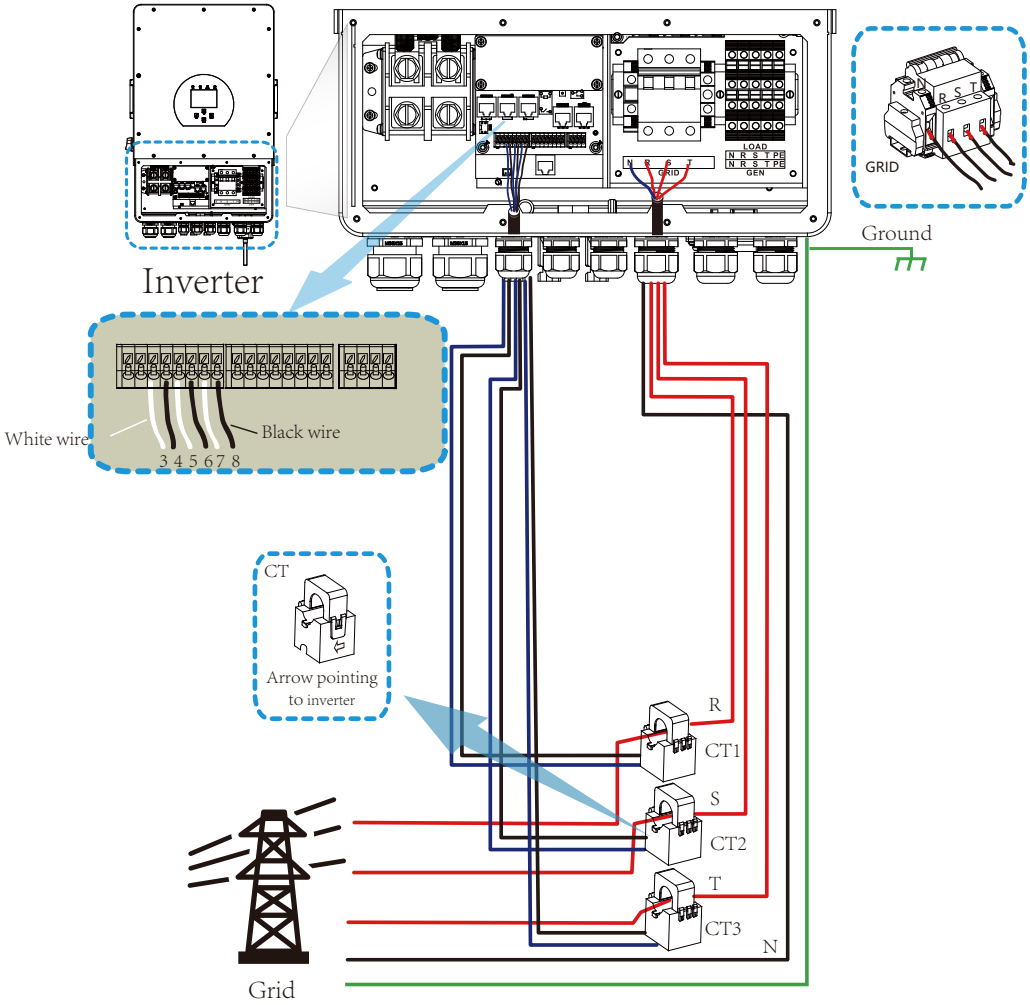 R S T
GRID
LOAD
N R S T PE
N R S T PE
GEN
N R S T
GRID
Ground
Inverter
White wire
Black wire
3 4 5 6 7 8
CT
Arrow pointing
to inverter
R
CT1
S
CT2
T
CT3
N
Grid